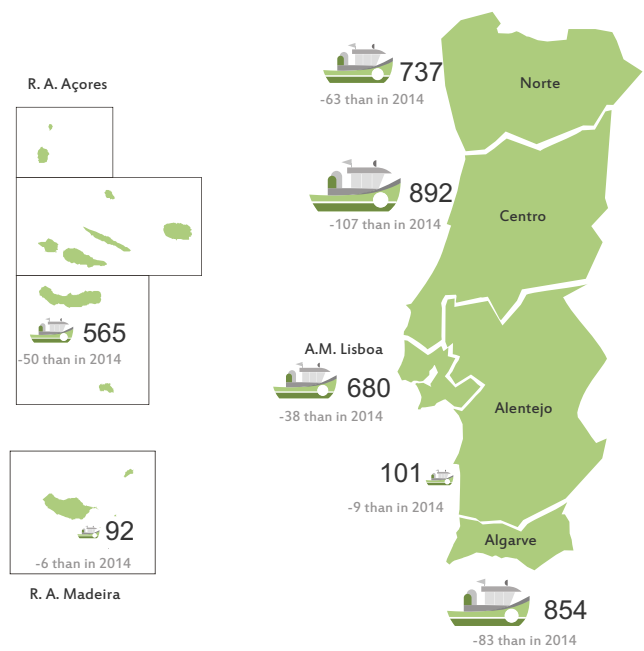 737
-63 than in 2014
Norte
R. A. Açores
892
-107 than in 2014
Centro
565
-50 than in 2014
A.M. Lisboa
680
-38 than in 2014
Alentejo
101
-9 than in 2014
92
-6 than in 2014
R. A. Madeira
Algarve
854
-83 than in 2014